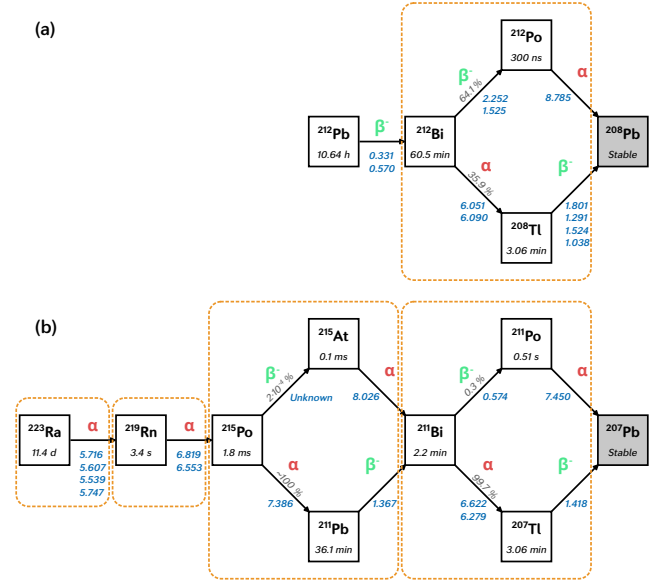 (a)
²¹²Po
300 ns
β⁻
64.1 %
2.252
1.525
α
8.785
²¹²Pb
10.64 h
β⁻
0.331
0.570
²¹²Bi
60.5 min
²⁰⁸Pb
Stable
α
35.9 %
6.051
6.090
β⁻
1.801
1.291
1.524
1.038
²⁰⁸Tl
3.06 min
(b)
²¹⁵At
0.1 ms
²¹¹Po
0.51 s
β⁻
2·10⁻⁴ %
Unknown
α
8.026
β⁻
0.3 %
0.574
α
7.450
²²³Ra
11.4 d
α
5.716
5.607
5.539
5.747
²¹⁹Rn
3.4 s
α
6.819
6.553
²¹⁵Po
1.8 ms
²¹¹Bi
2.2 min
²⁰⁷Pb
Stable
α
~100 %
7.386
β⁻
1.367
α
99.7 %
6.622
6.279
β⁻
1.418
²¹¹Pb
36.1 min
²⁰⁷Tl
3.06 min